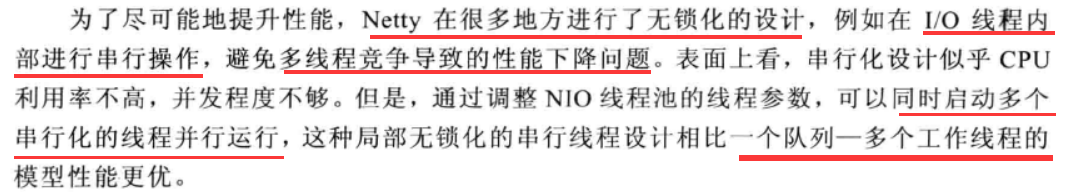 为了尽可能地提升性能，Netty 在很多地方进行了无锁化的设计，例如在 I/O 线程内
部进行串行操作，避免多线程竞争导致的性能下降问题。表面上看，串行化设计似乎 CPU
利用率不高，并发程度不够。但是，通过调整 NIO 线程池的线程参数，可以同时启动多个
串行化的线程并行运行，这种局部无锁化的串行线程设计相比一个队列—多个工作线程的
模型性能更优。